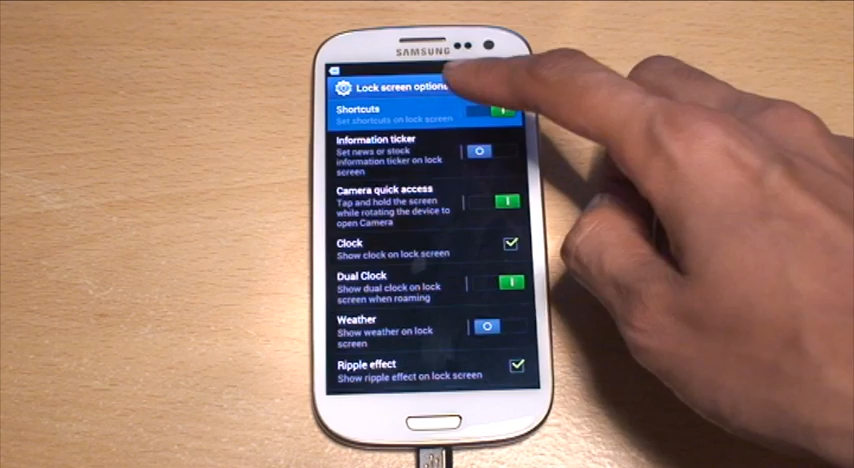 SAMSUNG
Lock screen options
Shortcuts
Set shortcuts on lock screen
Information ticker
Set news or stock
information ticker on lock
screen
Camera quick access
Tap and hold the screen
while rotating the device to
open Camera
Clock
Show clock on lock screen
Dual Clock
Show dual clock on lock
screen when roaming
Weather
Show weather on lock
screen
Ripple effect
Show ripple effect on lock screen